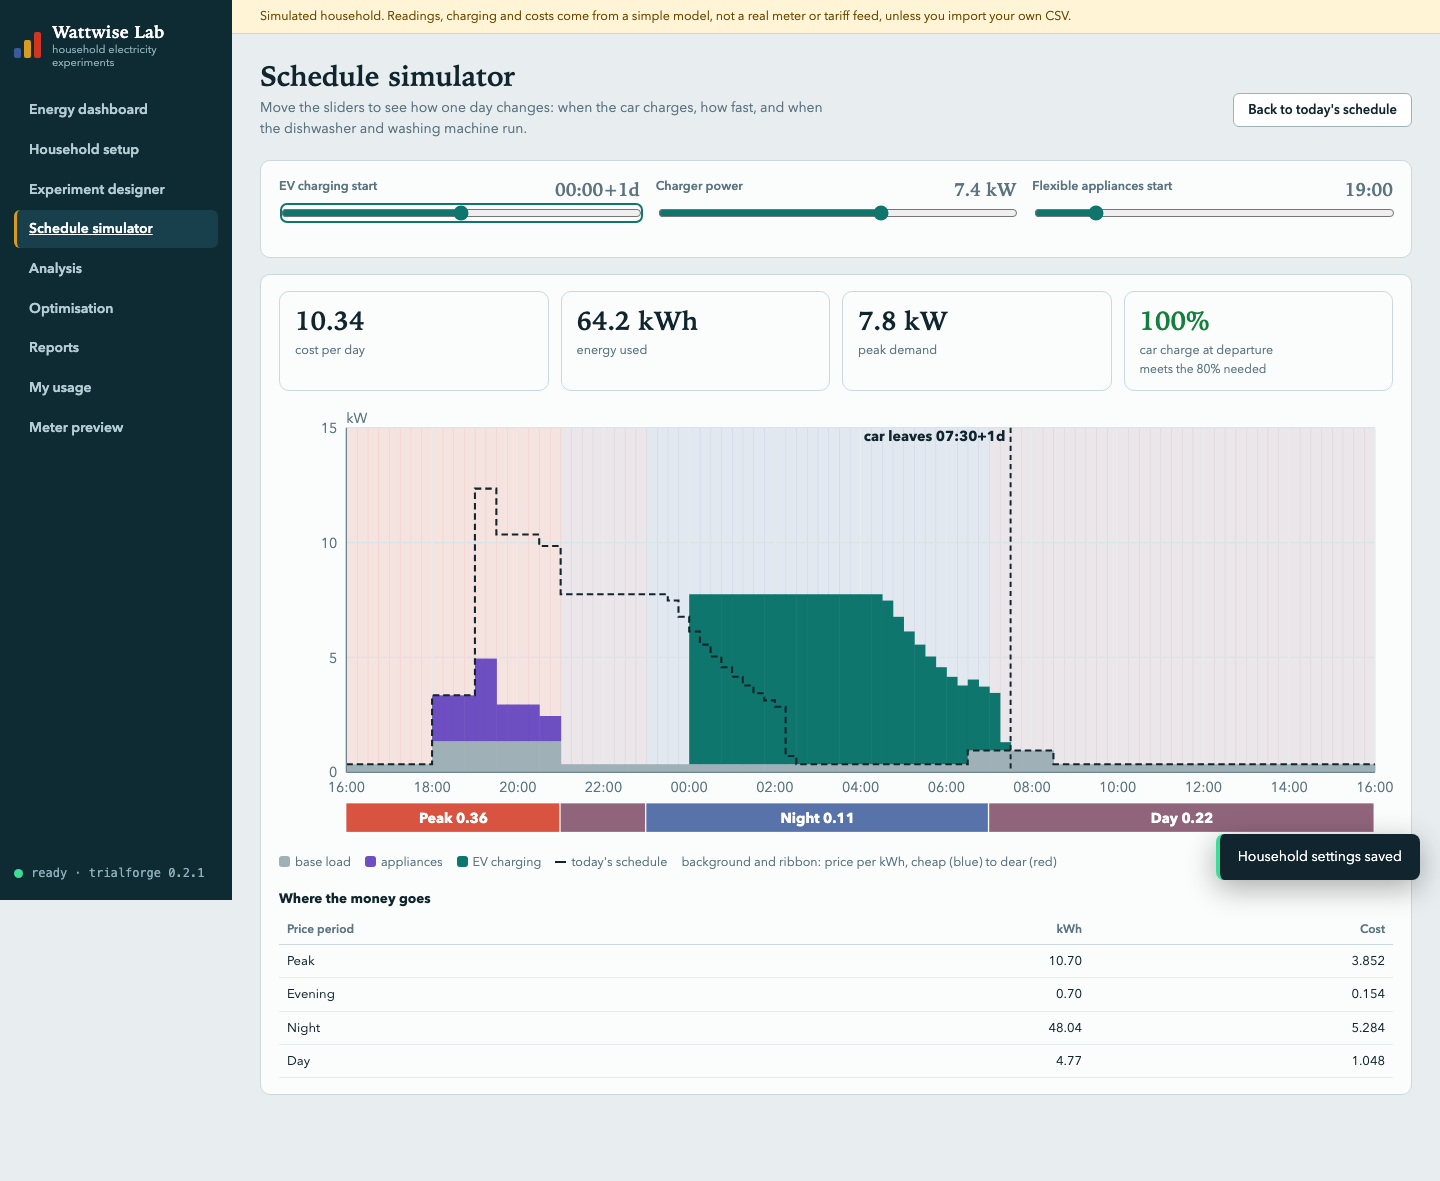 Wattwise Lab
household electricity
experiments
Energy dashboard
Household setup
Experiment designer
Schedule simulator
Analysis
Optimisation
Reports
My usage
Meter preview
ready · trialforge 0.2.1
Simulated household. Readings, charging and costs come from a simple model, not a real meter or tariff feed, unless you import your own CSV.
Schedule simulator
Move the sliders to see how one day changes: when the car charges, how fast, and when
the dishwasher and washing machine run.
Back to today's schedule
EV charging start 00:00+1d
Charger power 7.4 kW
Flexible appliances start 19:00
10.34
cost per day
64.2 kWh
energy used
7.8 kW
peak demand
100%
car charge at departure
meets the 80% needed
kW
15
10
5
0
car leaves 07:30+1d
16:00 18:00 20:00 22:00 00:00 02:00 04:00 06:00 08:00 10:00 12:00 14:00 16:00
Peak 0.36 Night 0.11 Day 0.22
base load appliances EV charging today's schedule background and ribbon: price per kWh, cheap (blue) to dear (red)
Household settings saved
Where the money goes
Price period kWh Cost
Peak 10.70 3.852
Evening 0.70 0.154
Night 48.04 5.284
Day 4.77 1.048